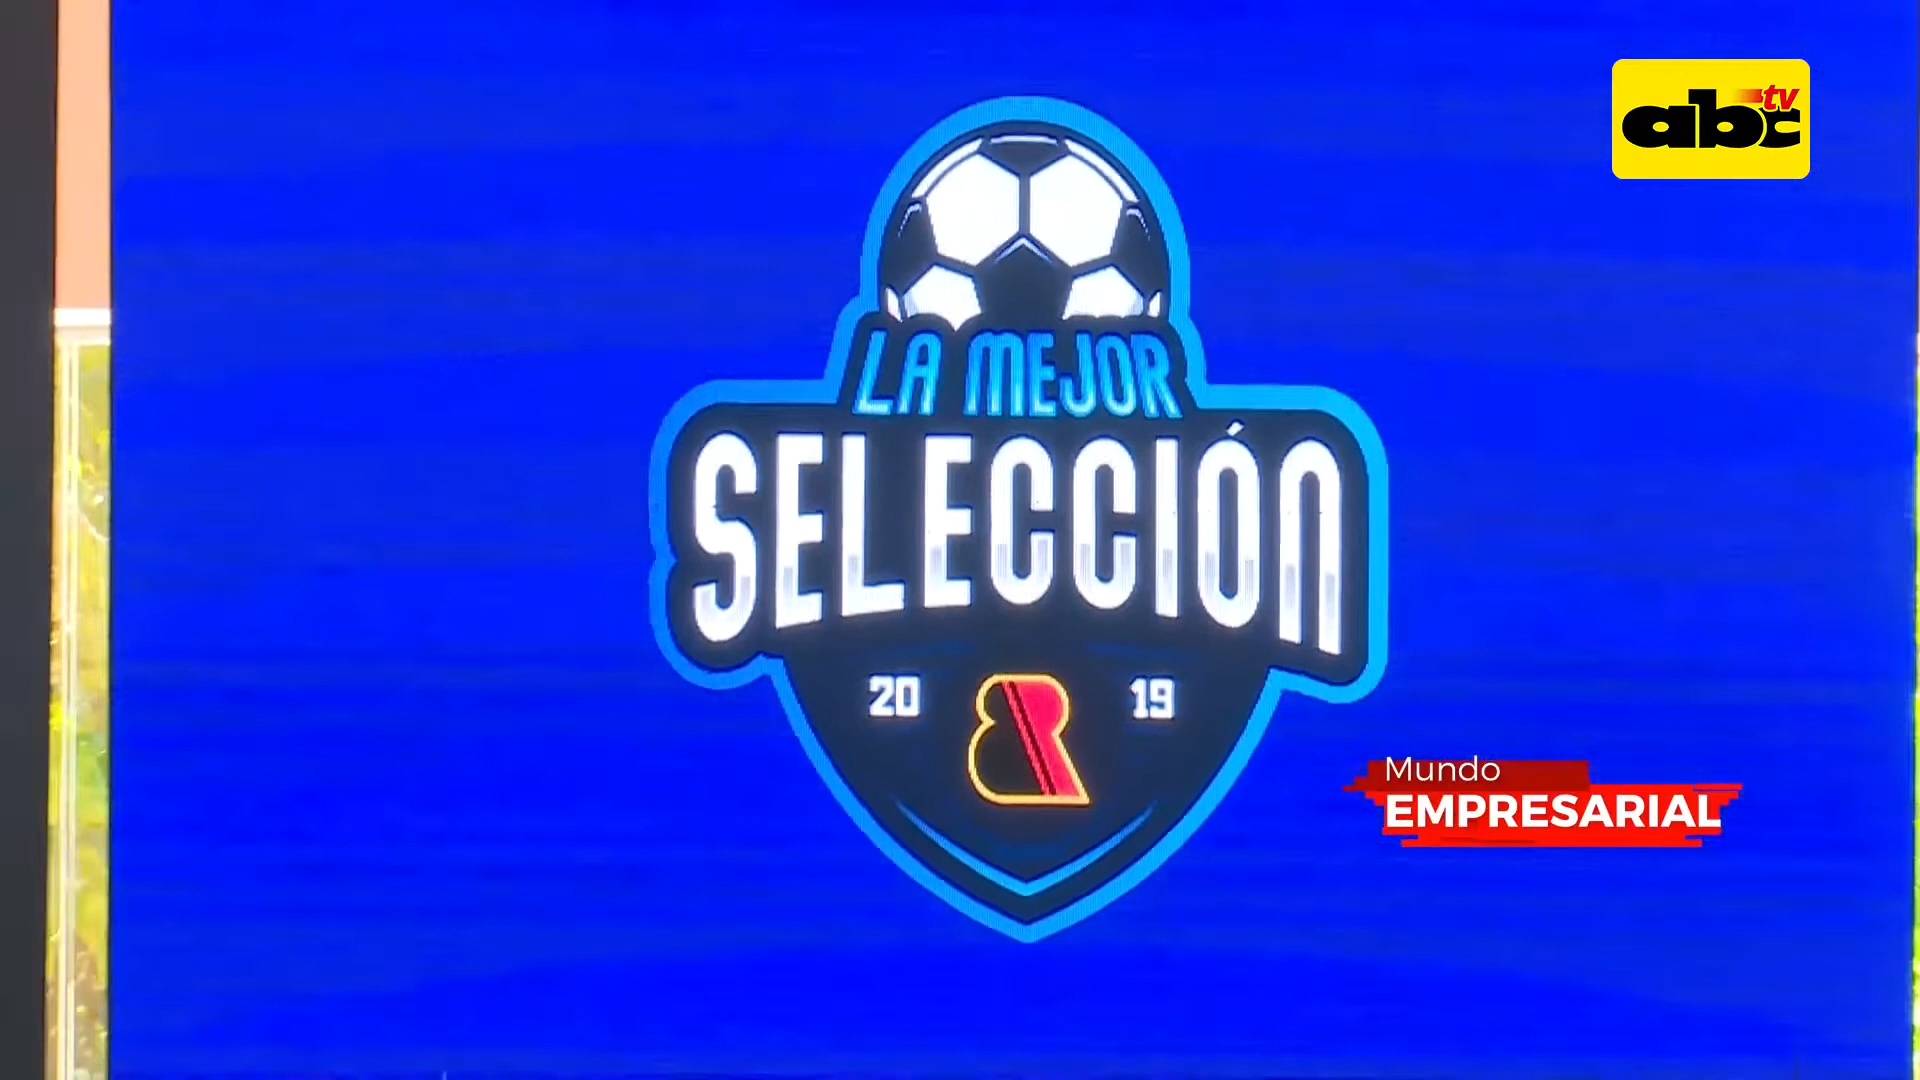 abc tv
LA MEJOR
SELECCIÓN
20 19
Mundo
EMPRESARIAL